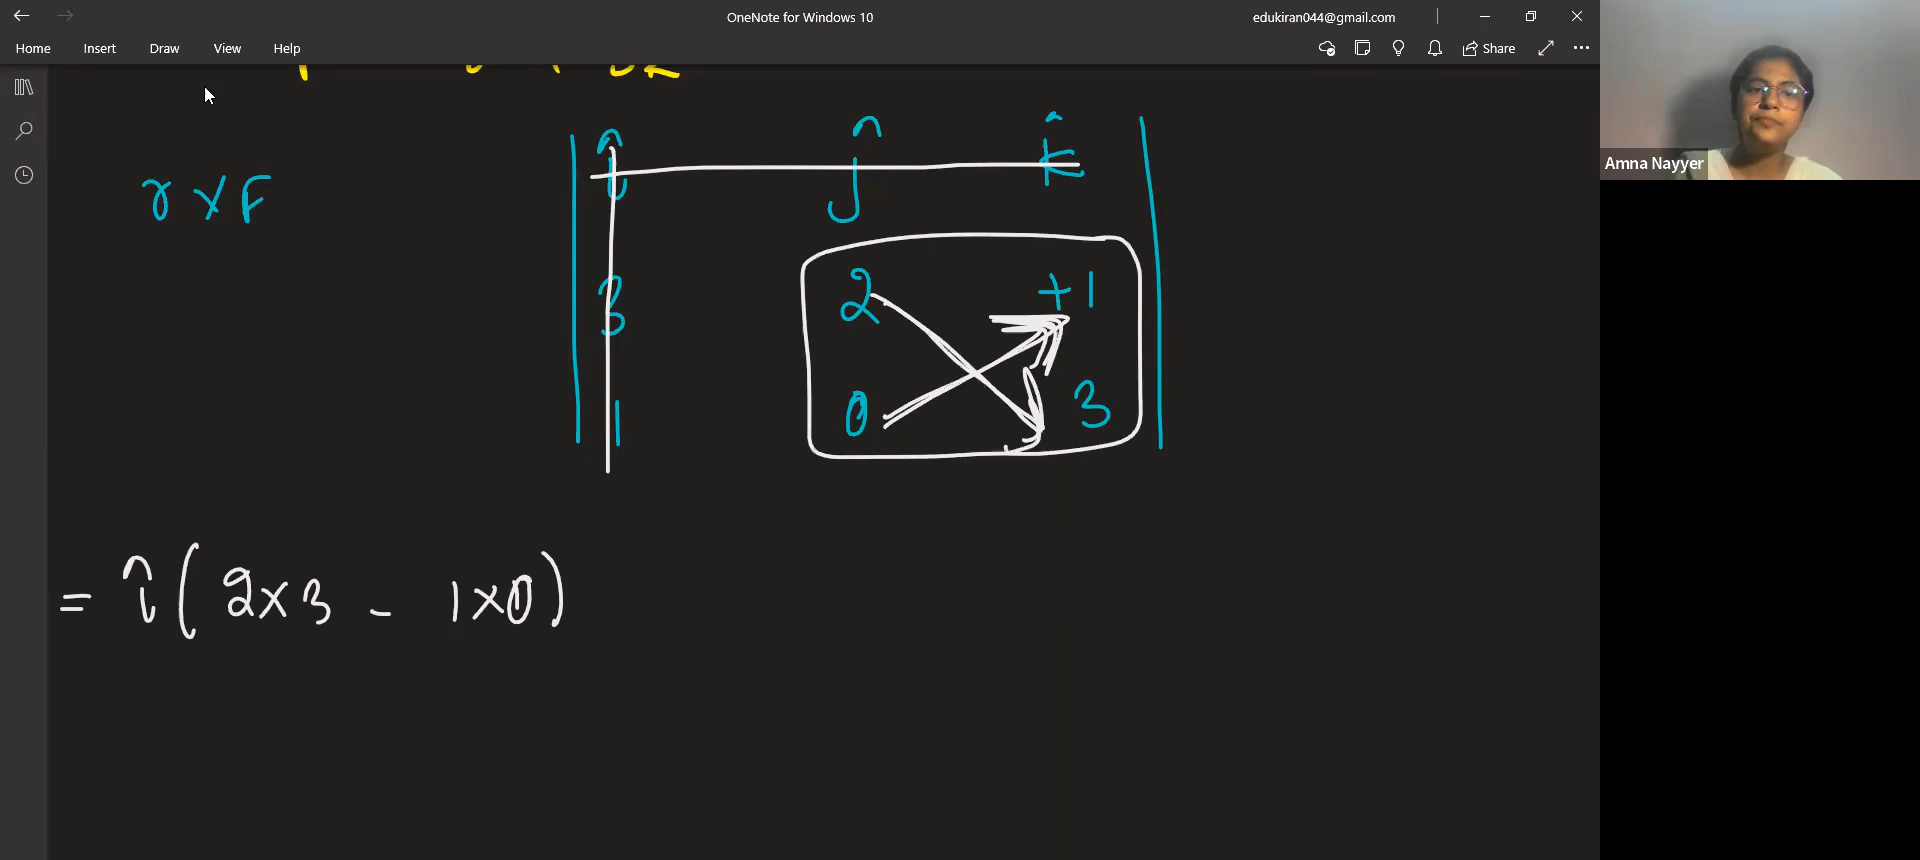 OneNote for Windows 10
edukiran044@gmail.com
Home Insert Draw View Help
Share
î ĵ k̂
r × F
3 2 +1
1 0 3
= î ( 2×3 - 1×0 )
Amna Nayyer